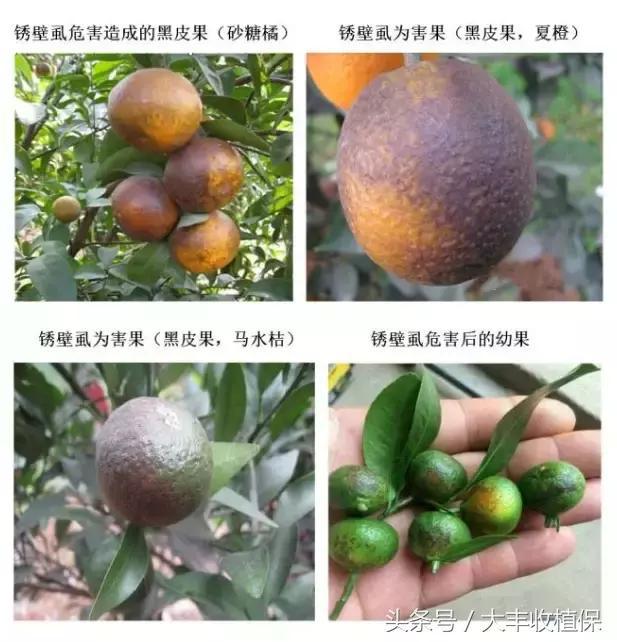 锈壁虱危害造成的黑皮果（砂糖橘）
锈壁虱为害果（黑皮果，夏橙）
锈壁虱为害果（黑皮果，马水桔）
锈壁虱危害后的幼果
头条号／大丰收植保